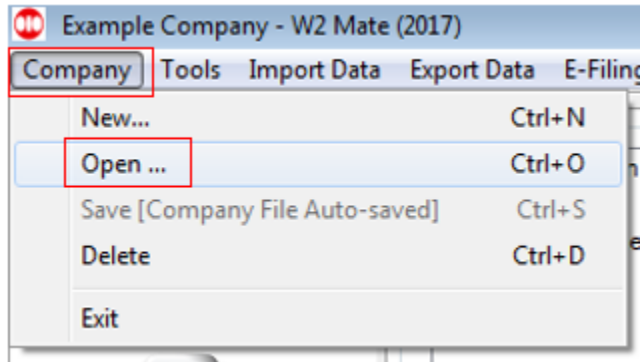 Example Company - W2 Mate (2017)
Company Tools Import Data Export Data E-Filing
New... Ctrl+N
Open ... Ctrl+O
Save [Company File Auto-saved] Ctrl+S
Delete Ctrl+D
Exit